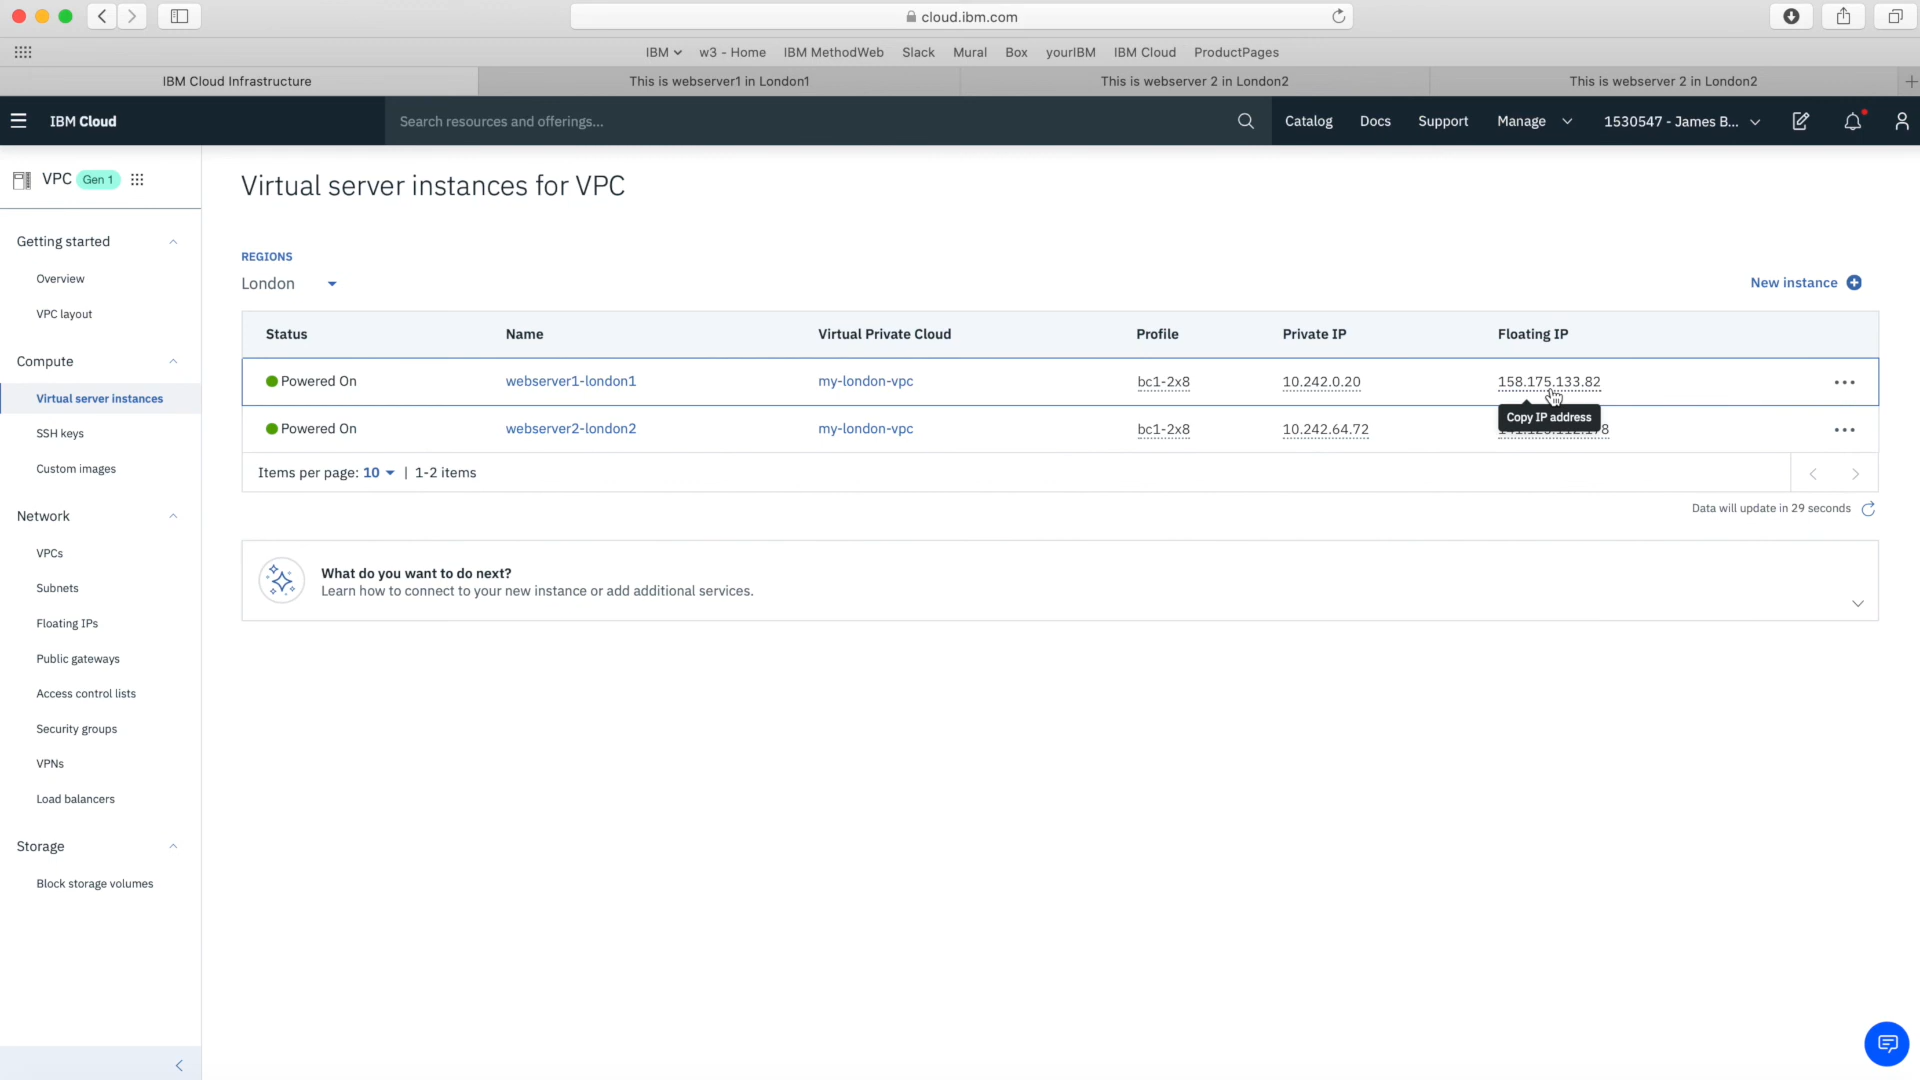 cloud.ibm.com
IBM w3 - Home IBM MethodWeb Slack Mural Box yourIBM IBM Cloud ProductPages
IBM Cloud Infrastructure This is webserver1 in London1 This is webserver 2 in London2 This is webserver 2 in London2
IBM Cloud Search resources and offerings... Catalog Docs Support Manage 1530547 - James B...
VPC Gen 1
Getting started
Overview
VPC layout
Compute
Virtual server instances
SSH keys
Custom images
Network
VPCs
Subnets
Floating IPs
Public gateways
Access control lists
Security groups
VPNs
Load balancers
Storage
Block storage volumes
Virtual server instances for VPC
REGIONS
London
New instance
Status Name Virtual Private Cloud Profile Private IP Floating IP
Powered On webserver1-london1 my-london-vpc bc1-2x8 10.242.0.20 158.175.133.82
Copy IP address
Powered On webserver2-london2 my-london-vpc bc1-2x8 10.242.64.72
Items per page: 10 | 1-2 items
Data will update in 29 seconds
What do you want to do next?
Learn how to connect to your new instance or add additional services.